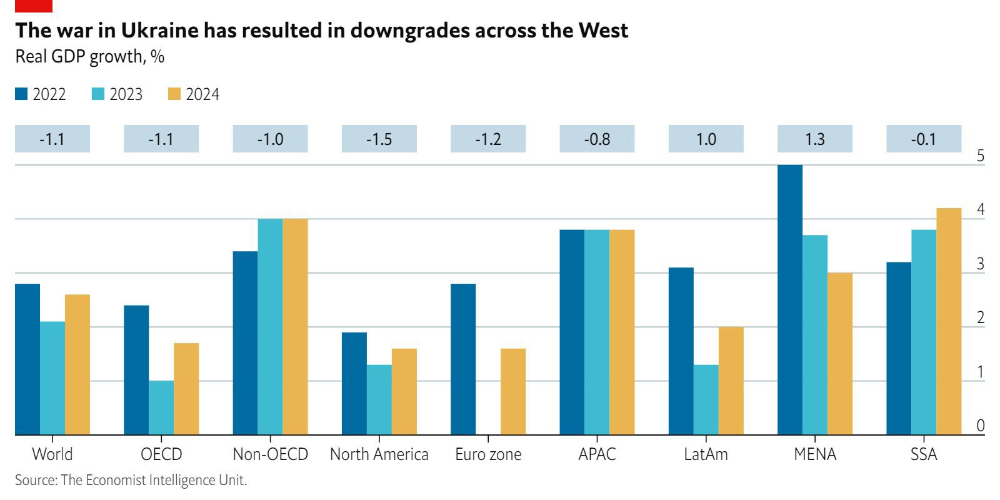 The war in Ukraine has resulted in downgrades across the West
Real GDP growth, %
2022 2023 2024
-1.1 -1.1 -1.0 -1.5 -1.2 -0.8 1.0 1.3 -0.1
5
4
3
2
1
0
World OECD Non-OECD North America Euro zone APAC LatAm MENA SSA
Source: The Economist Intelligence Unit.